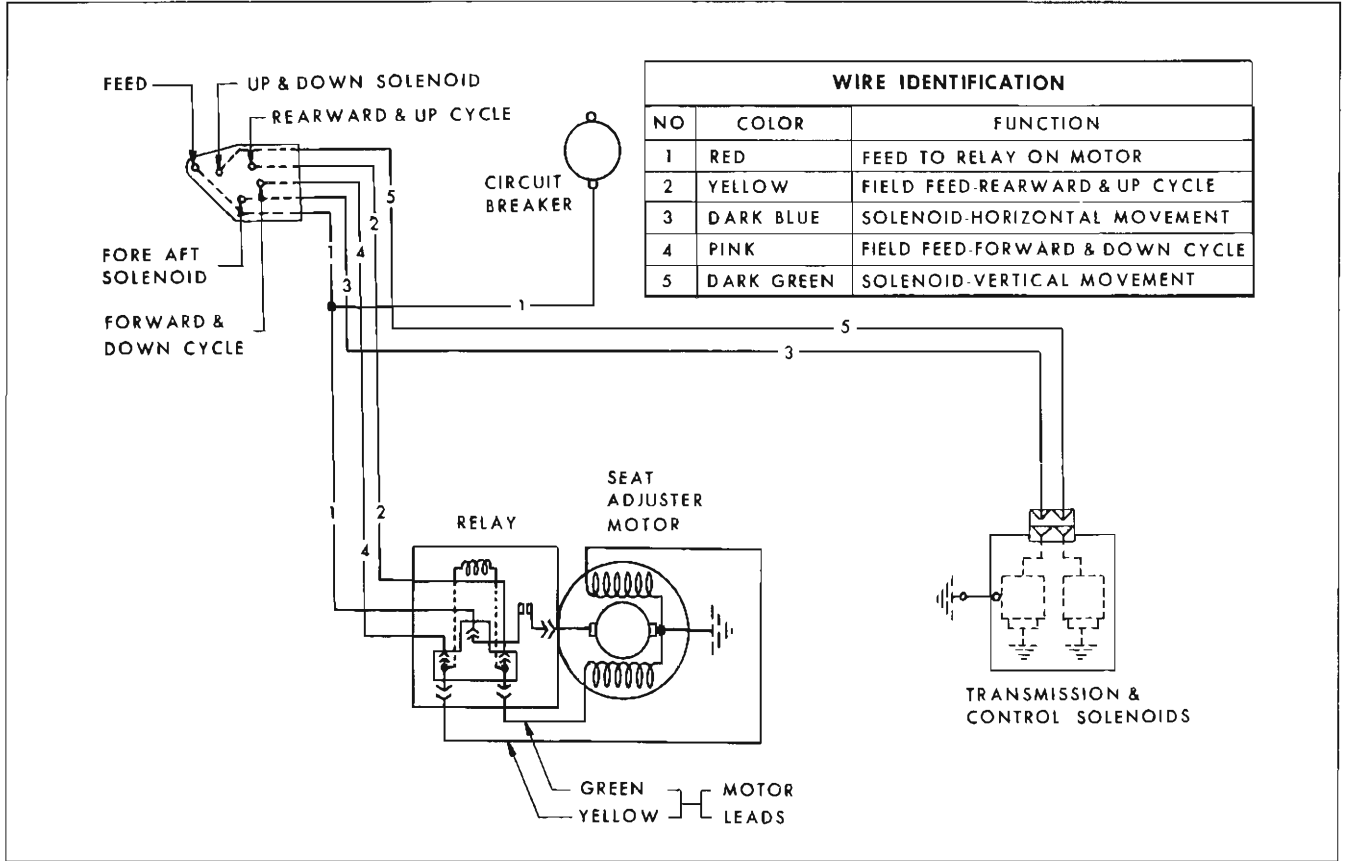 FEED
UP & DOWN SOLENOID
REARWARD & UP CYCLE
CIRCUIT
BREAKER
FORE AFT
SOLENOID
FORWARD &
DOWN CYCLE
WIRE IDENTIFICATION
NO COLOR FUNCTION
1 RED FEED TO RELAY ON MOTOR
2 YELLOW FIELD FEED-REARWARD & UP CYCLE
3 DARK BLUE SOLENOID-HORIZONTAL MOVEMENT
4 PINK FIELD FEED-FORWARD & DOWN CYCLE
5 DARK GREEN SOLENOID-VERTICAL MOVEMENT
5
2
4
1
3
1
5
3
1
2
4
RELAY
SEAT
ADJUSTER
MOTOR
TRANSMISSION &
CONTROL SOLENOIDS
GREEN
YELLOW
MOTOR
LEADS